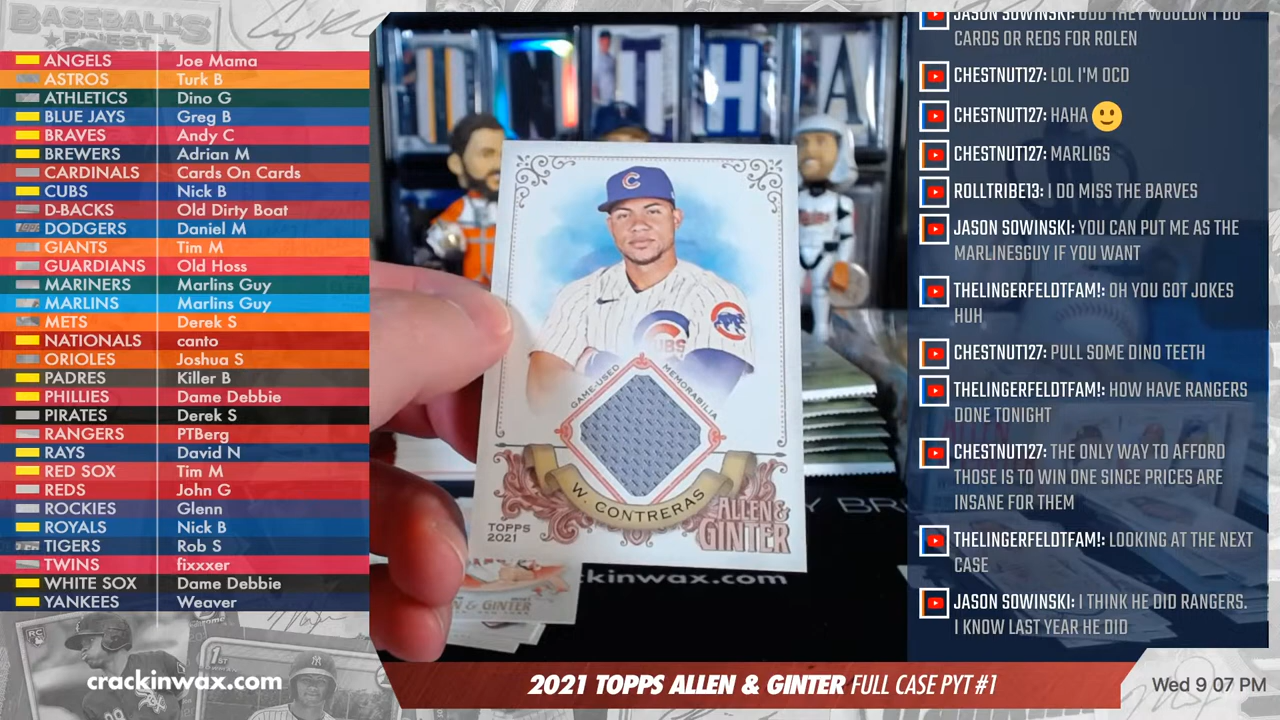 BASEBALL'S
FINEST
ANGELS Joe Mama
ASTROS Turk B
ATHLETICS Dino G
BLUE JAYS Greg B
BRAVES Andy C
BREWERS Adrian M
CARDINALS Cards On Cards
CUBS Nick B
D-BACKS Old Dirty Boat
DODGERS Daniel M
GIANTS Tim M
GUARDIANS Old Hoss
MARINERS Marlins Guy
MARLINS Marlins Guy
METS Derek S
NATIONALS canto
ORIOLES Joshua S
PADRES Killer B
PHILLIES Dame Debbie
PIRATES Derek S
RANGERS PTBerg
RAYS David N
RED SOX Tim M
REDS John G
ROCKIES Glenn
ROYALS Nick B
TIGERS Rob S
TWINS fixxxer
WHITE SOX Dame Debbie
YANKEES Weaver
RC
1ST
crackinwax.com
T H A
C
CUBS
GAME-USED MEMORABILIA
W. CONTRERAS
TOPPS
2021
ALLEN &
GINTER
N & GINTER
ckinwax.com
Y BR
JASON SOWINSKI: ODD THEY WOULDN'T DO
CARDS OR REDS FOR ROLEN
CHESTNUT127: LOL I'M OCD
CHESTNUT127: HAHA 🙂
CHESTNUT127: MARLIGS
ROLLTRIBE13: I DO MISS THE BARVES
JASON SOWINSKI: YOU CAN PUT ME AS THE
MARLINESGUY IF YOU WANT
THELINGERFELDTFAM!: OH YOU GOT JOKES
HUH
CHESTNUT127: PULL SOME DINO TEETH
THELINGERFELDTFAM!: HOW HAVE RANGERS
DONE TONIGHT
CHESTNUT127: THE ONLY WAY TO AFFORD
THOSE IS TO WIN ONE SINCE PRICES ARE
INSANE FOR THEM
THELINGERFELDTFAM!: LOOKING AT THE NEXT
CASE
JASON SOWINSKI: I THINK HE DID RANGERS.
I KNOW LAST YEAR HE DID
2021 TOPPS ALLEN & GINTER FULL CASE PYT #1
Wed 9 07 PM